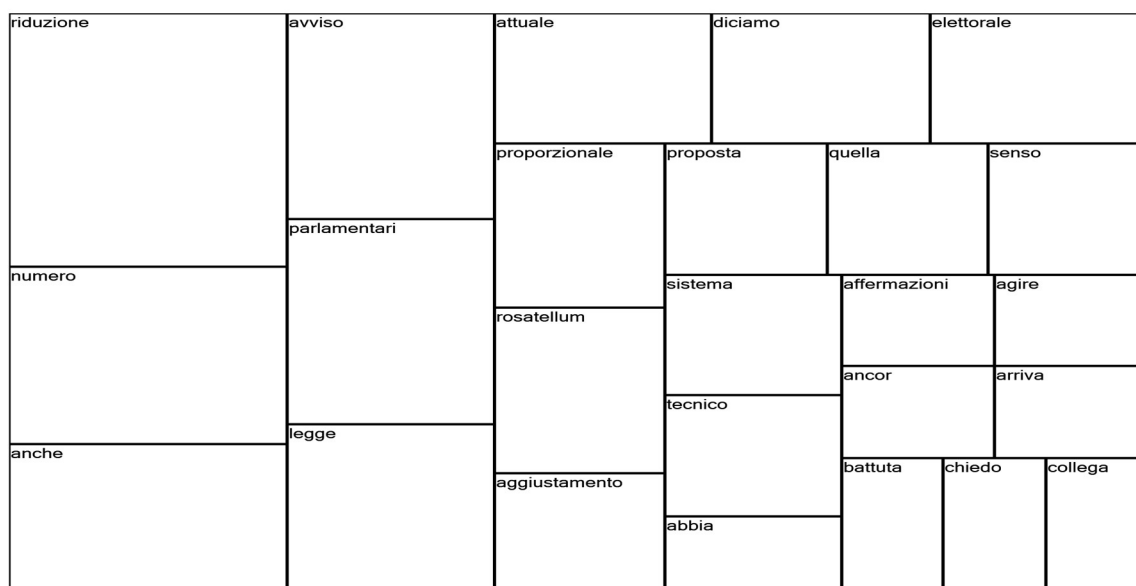 riduzione
avviso
attuale
diciamo
elettorale
proporzionale
proposta
quella
senso
parlamentari
numero
sistema
affermazioni
agire
rosatellum
ancor
arriva
tecnico
legge
anche
battuta
chiedo
collega
aggiustamento
abbia